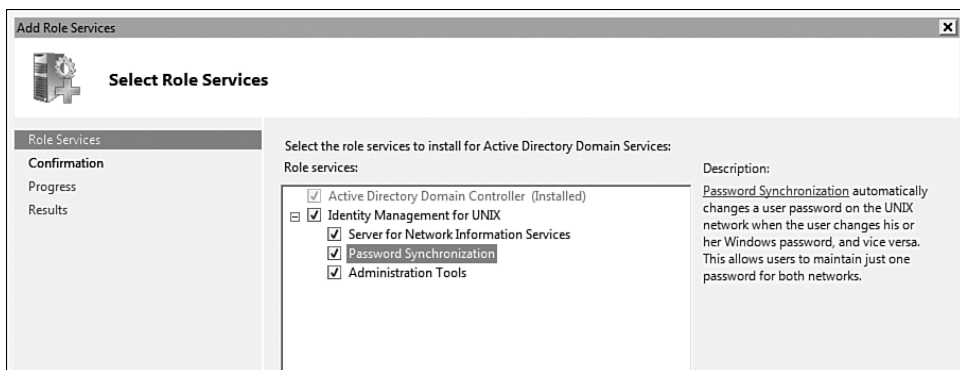 Add Role Services
Select Role Services
Role Services
Confirmation
Progress
Results
Select the role services to install for Active Directory Domain Services:
Role services:
Active Directory Domain Controller (Installed)
Identity Management for UNIX
Server for Network Information Services
Password Synchronization
Administration Tools
Description:
Password Synchronization automatically
changes a user password on the UNIX
network when the user changes his or
her Windows password, and vice versa.
This allows users to maintain just one
password for both networks.